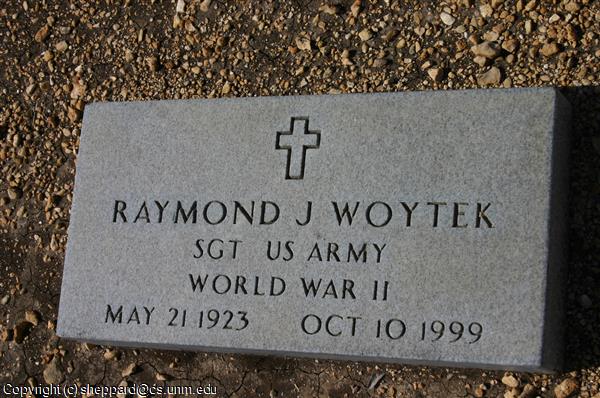 RAYMOND J WOYTEK
SGT US ARMY
WORLD WAR II
MAY 21 1923 OCT 10 1999
Copyright (c) sheppard@cs.unm.edu